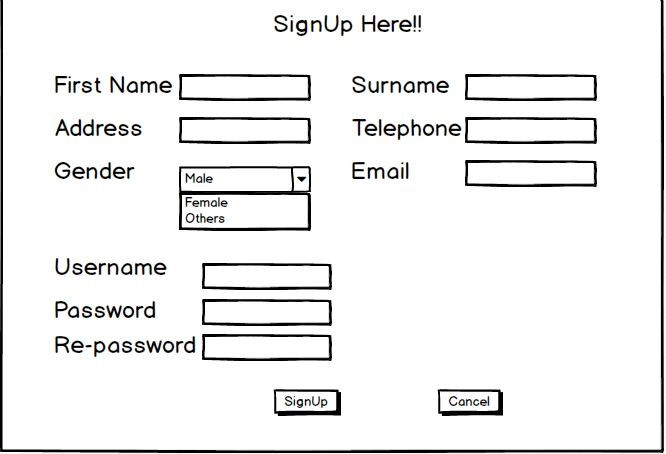 SignUp Here!!
First Name Surname
Address Telephone
Gender Male Email
Female
Others
Username
Password
Re-password
SignUp Cancel